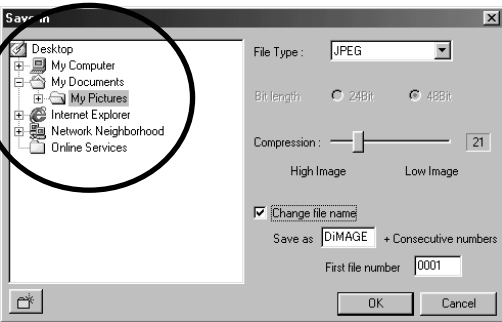 Save in
Desktop
My Computer
My Documents
My Pictures
Internet Explorer
Network Neighborhood
Online Services
File Type : JPEG
Bit length 24Bit 48Bit
Compression : 21
High Image Low Image
Change file name
Save as DiMAGE + Consecutive numbers
First file number 0001
OK Cancel